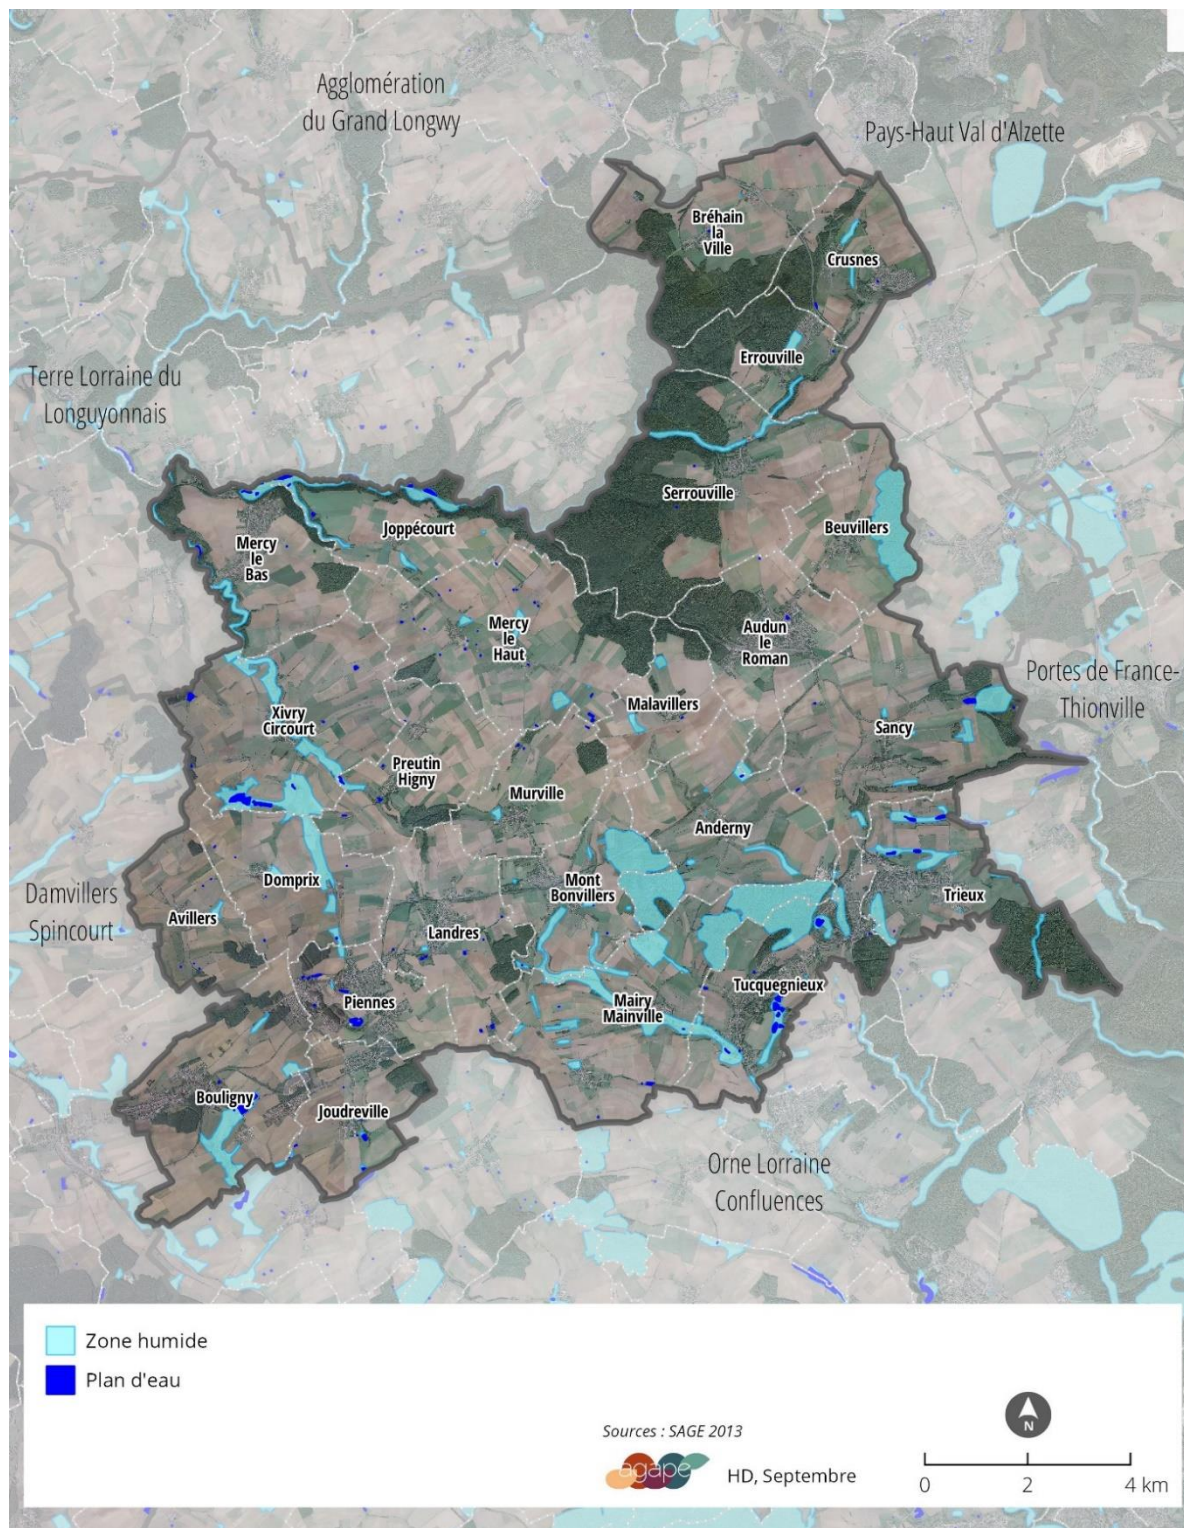 Agglomération
du Grand Longwy
Pays-Haut Val d'Alzette
Bréhain
la
Ville
Crusnes
Errouville
Terre Lorraine du
Longuyonnais
Serrouville
Beuvillers
Joppécourt
Mercy
le
Bas
Mercy
le
Haut
Audun
le
Roman
Portes de France-
Thionville
Malavillers
Xivry
Circourt
Sancy
Preutin
Higny
Murville
Anderny
Domprix
Mont
Bonvillers
Trieux
Damvillers
Spincourt
Avillers
Landres
Tucquegnieux
Piennes
Mairy
Mainville
Bouligny
Joudreville
Orne Lorraine
Confluences
Zone humide
Plan d'eau
Sources : SAGE 2013
agape
HD, Septembre
N
0 2 4 km